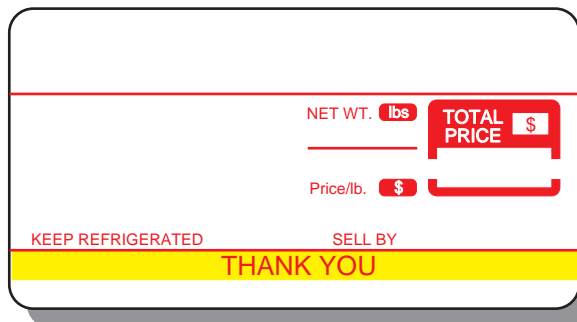 NET WT. lbs
TOTAL PRICE $
Price/lb. $
KEEP REFRIGERATED SELL BY
THANK YOU